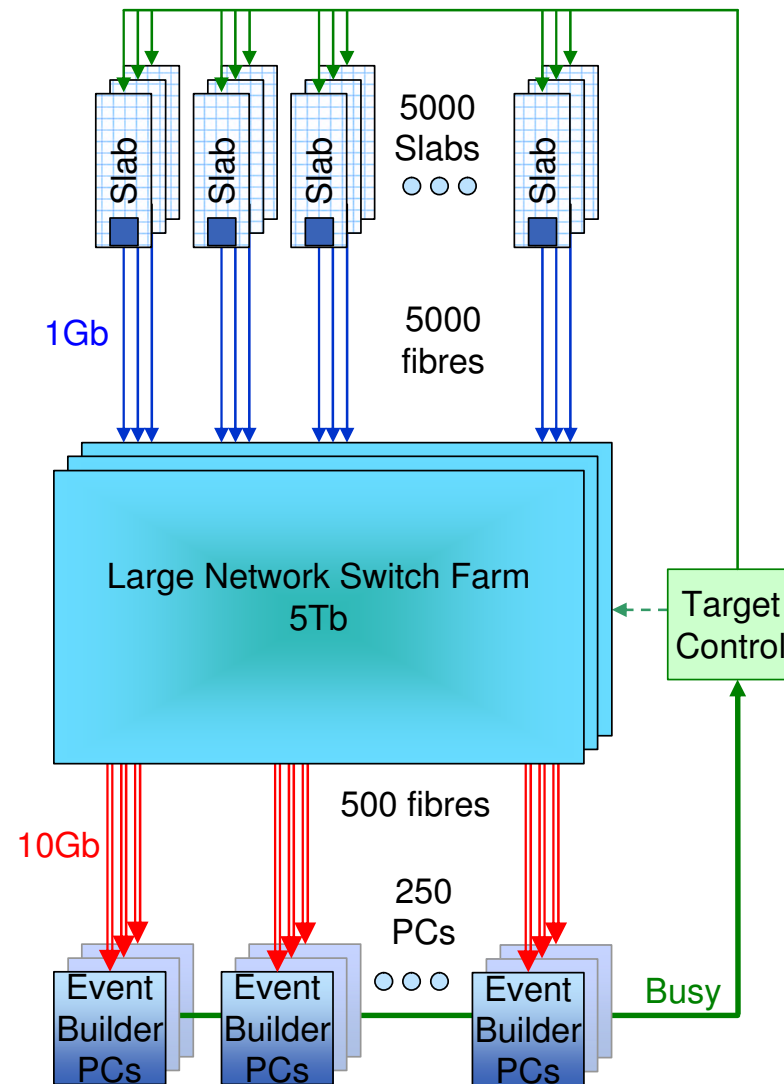 Slab
Slab
Slab
Slab
5000
Slabs
1Gb
5000
fibres
Large Network Switch Farm
5Tb
Target
Control
500 fibres
10Gb
250
PCs
Event
Builder
PCs
Event
Builder
PCs
Event
Builder
PCs
Busy